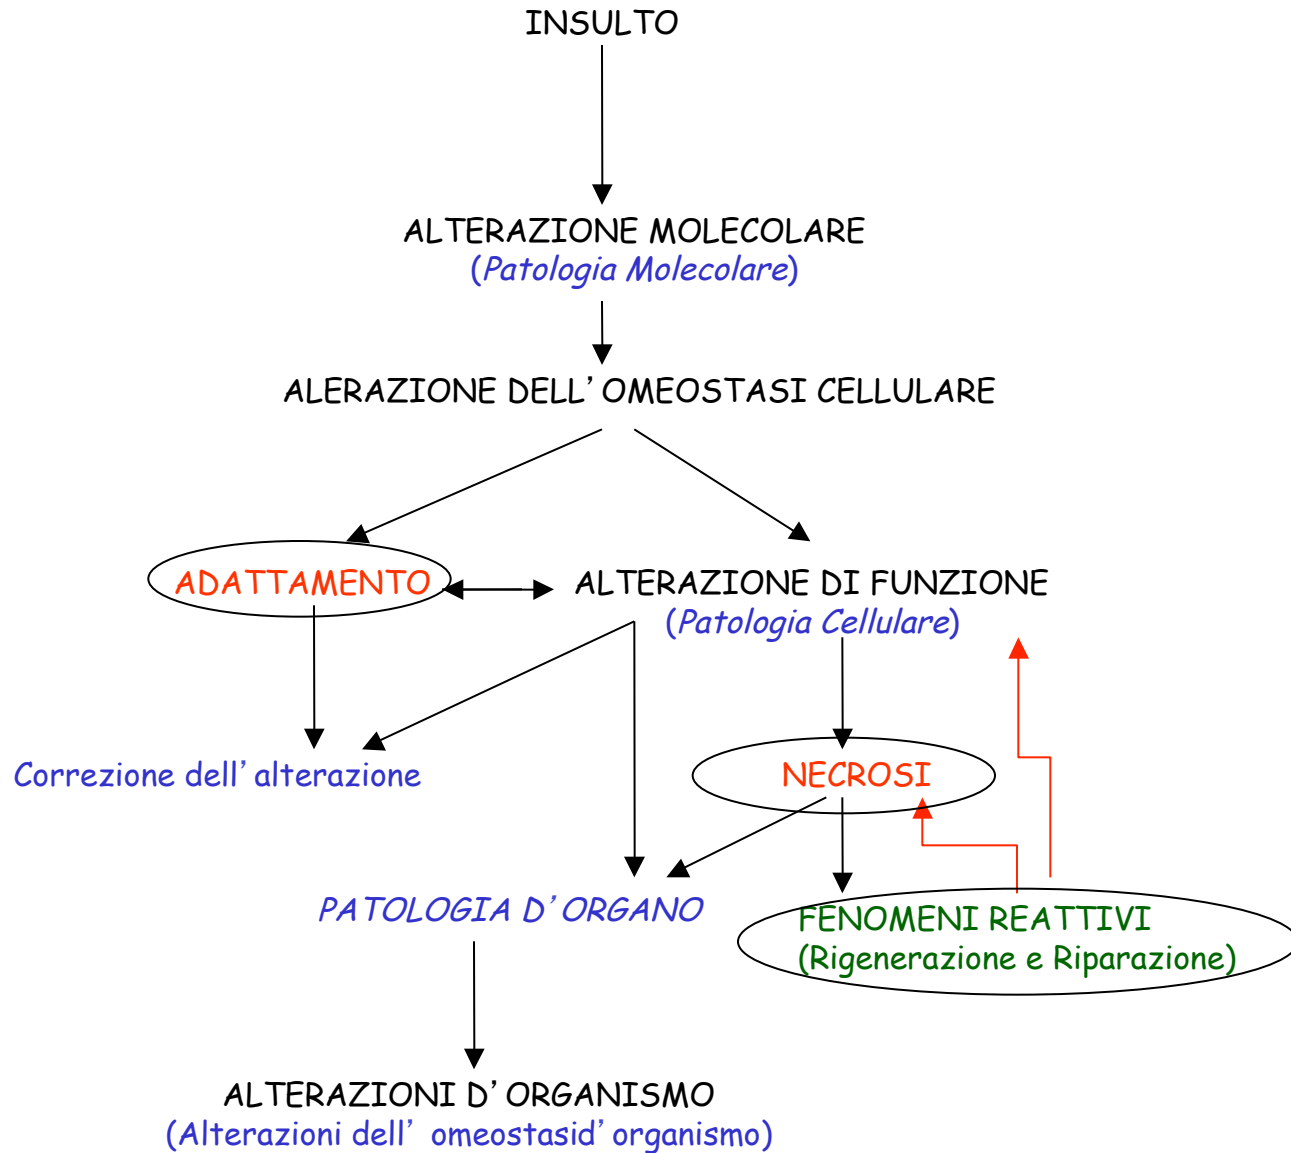 INSULTO
ALTERAZIONE MOLECOLARE
(Patologia Molecolare)
ALERAZIONE DELL’ OMEOSTASI CELLULARE
ADATTAMENTO
ALTERAZIONE DI FUNZIONE
(Patologia Cellulare)
Correzione dell’ alterazione
NECROSI
PATOLOGIA D’ ORGANO
FENOMENI REATTIVI
(Rigenerazione e Riparazione)
ALTERAZIONI D’ ORGANISMO
(Alterazioni dell’ omeostasid’ organismo)